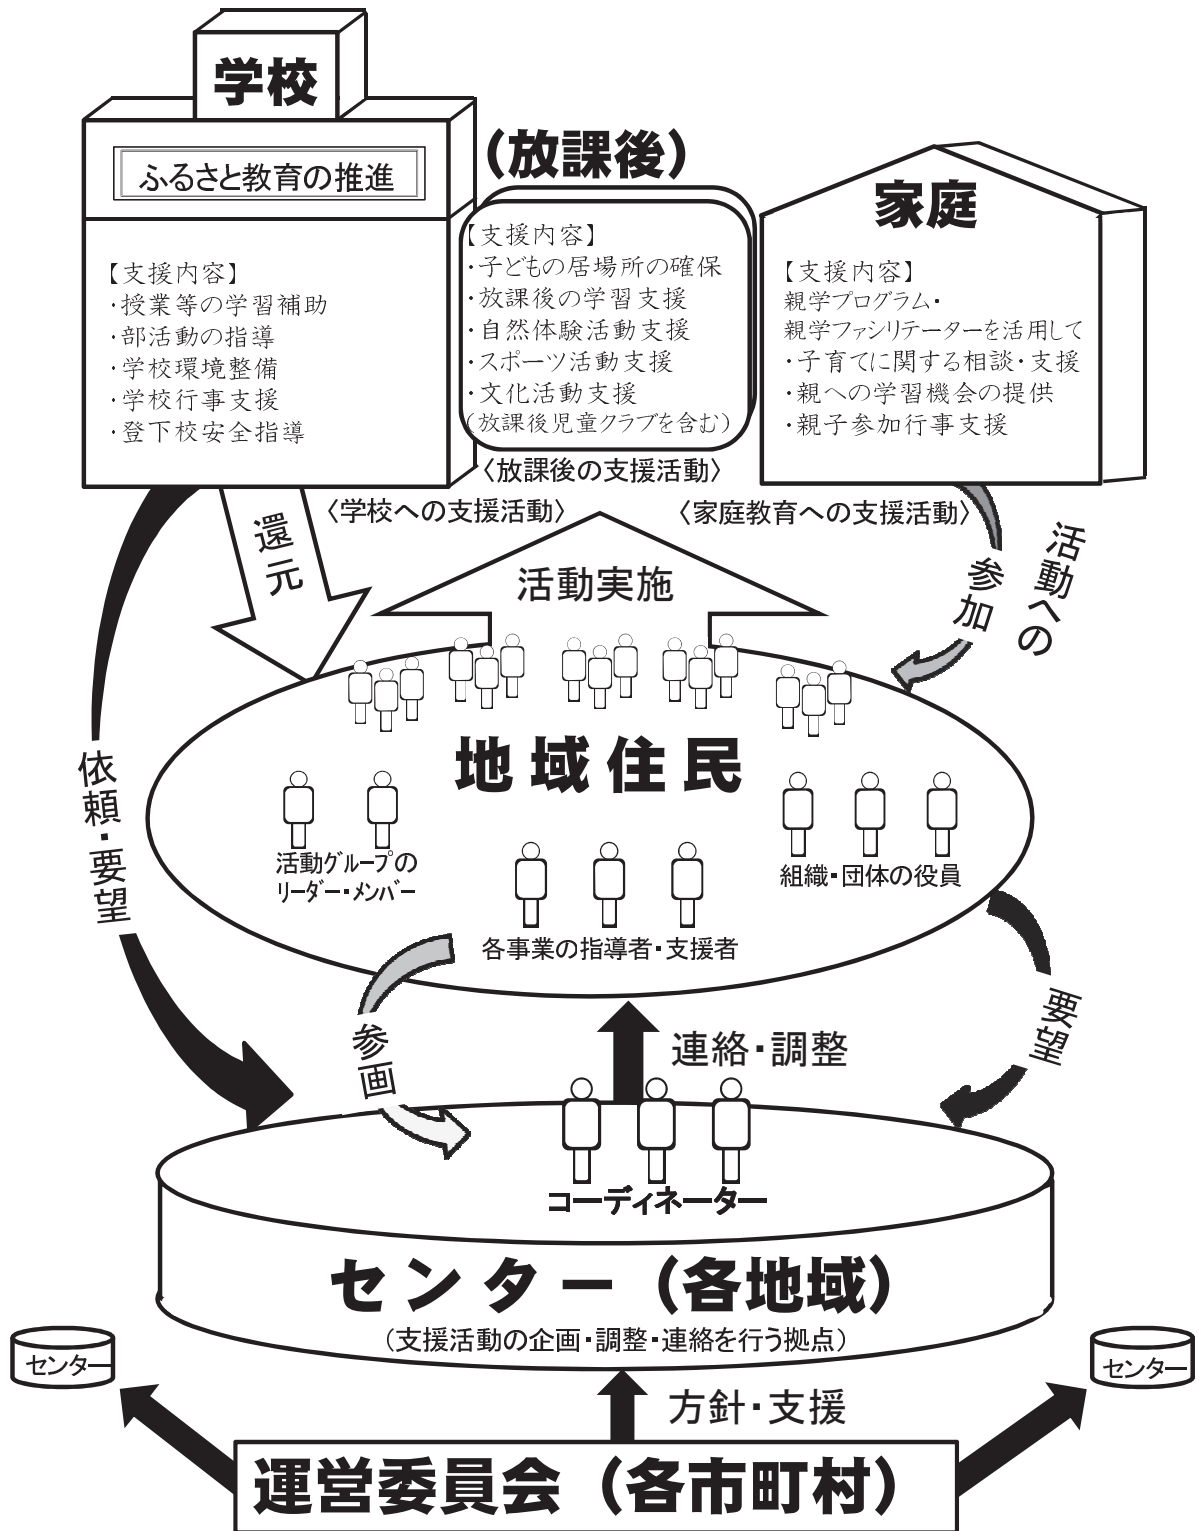 学校
ふるさと教育の推進
【支援内容】
・授業等の学習補助
・部活動の指導
・学校環境整備
・学校行事支援
・登下校安全指導
（放課後）
【支援内容】
・子どもの居場所の確保
・放課後の学習支援
・自然体験活動支援
・スポーツ活動支援
・文化活動支援
（放課後児童クラブを含む）
家庭
【支援内容】
親学プログラム・
親学ファシリテーターを活用して
・子育てに関する相談・支援
・親への学習機会の提供
・親子参加行事支援
〈放課後の支援活動〉
〈学校への支援活動〉
〈家庭教育への支援活動〉
還元
活動実施
活動への
参加
地域住民
依頼・要望
活動グループの
リーダー・メンバー
組織・団体の役員
各事業の指導者・支援者
参画
連絡・調整
要望
コーディネーター
センター（各地域）
（支援活動の企画・調整・連絡を行う拠点）
センター
センター
方針・支援
運営委員会（各市町村）